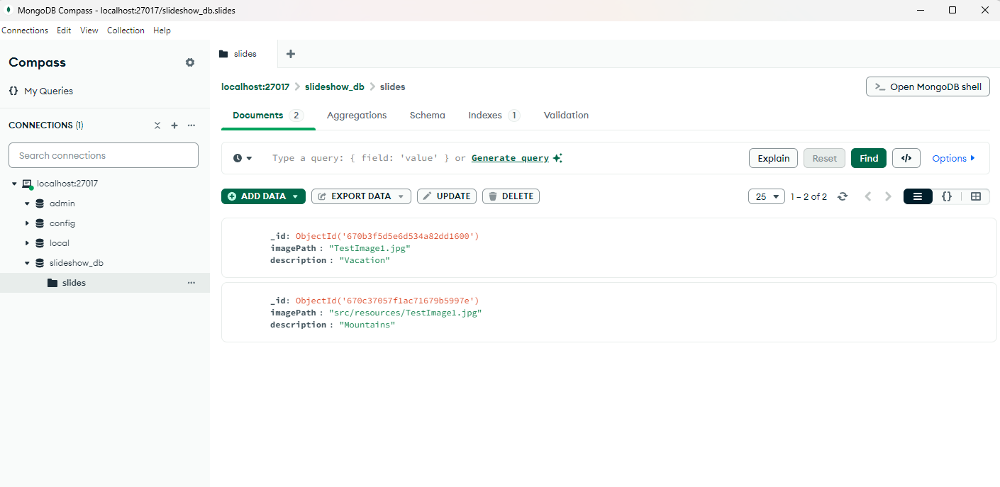 MongoDB Compass - localhost:27017/slideshow_db.slides
Connections Edit View Collection Help
Compass
{} My Queries
CONNECTIONS (1)
Search connections
localhost:27017
admin
config
local
slideshow_db
slides
slides
localhost:27017 > slideshow_db > slides
>_ Open MongoDB shell
Documents 2 Aggregations Schema Indexes 1 Validation
Type a query: { field: 'value' } or Generate query
Explain Reset Find </> Options
ADD DATA EXPORT DATA UPDATE DELETE
25 1 – 2 of 2 {}
_id: ObjectId('670b3f5d5e6d534a82dd1600')
imagePath : "TestImage1.jpg"
description : "Vacation"
_id: ObjectId('670c37057f1ac71679b5997e')
imagePath : "src/resources/TestImage1.jpg"
description : "Mountains"